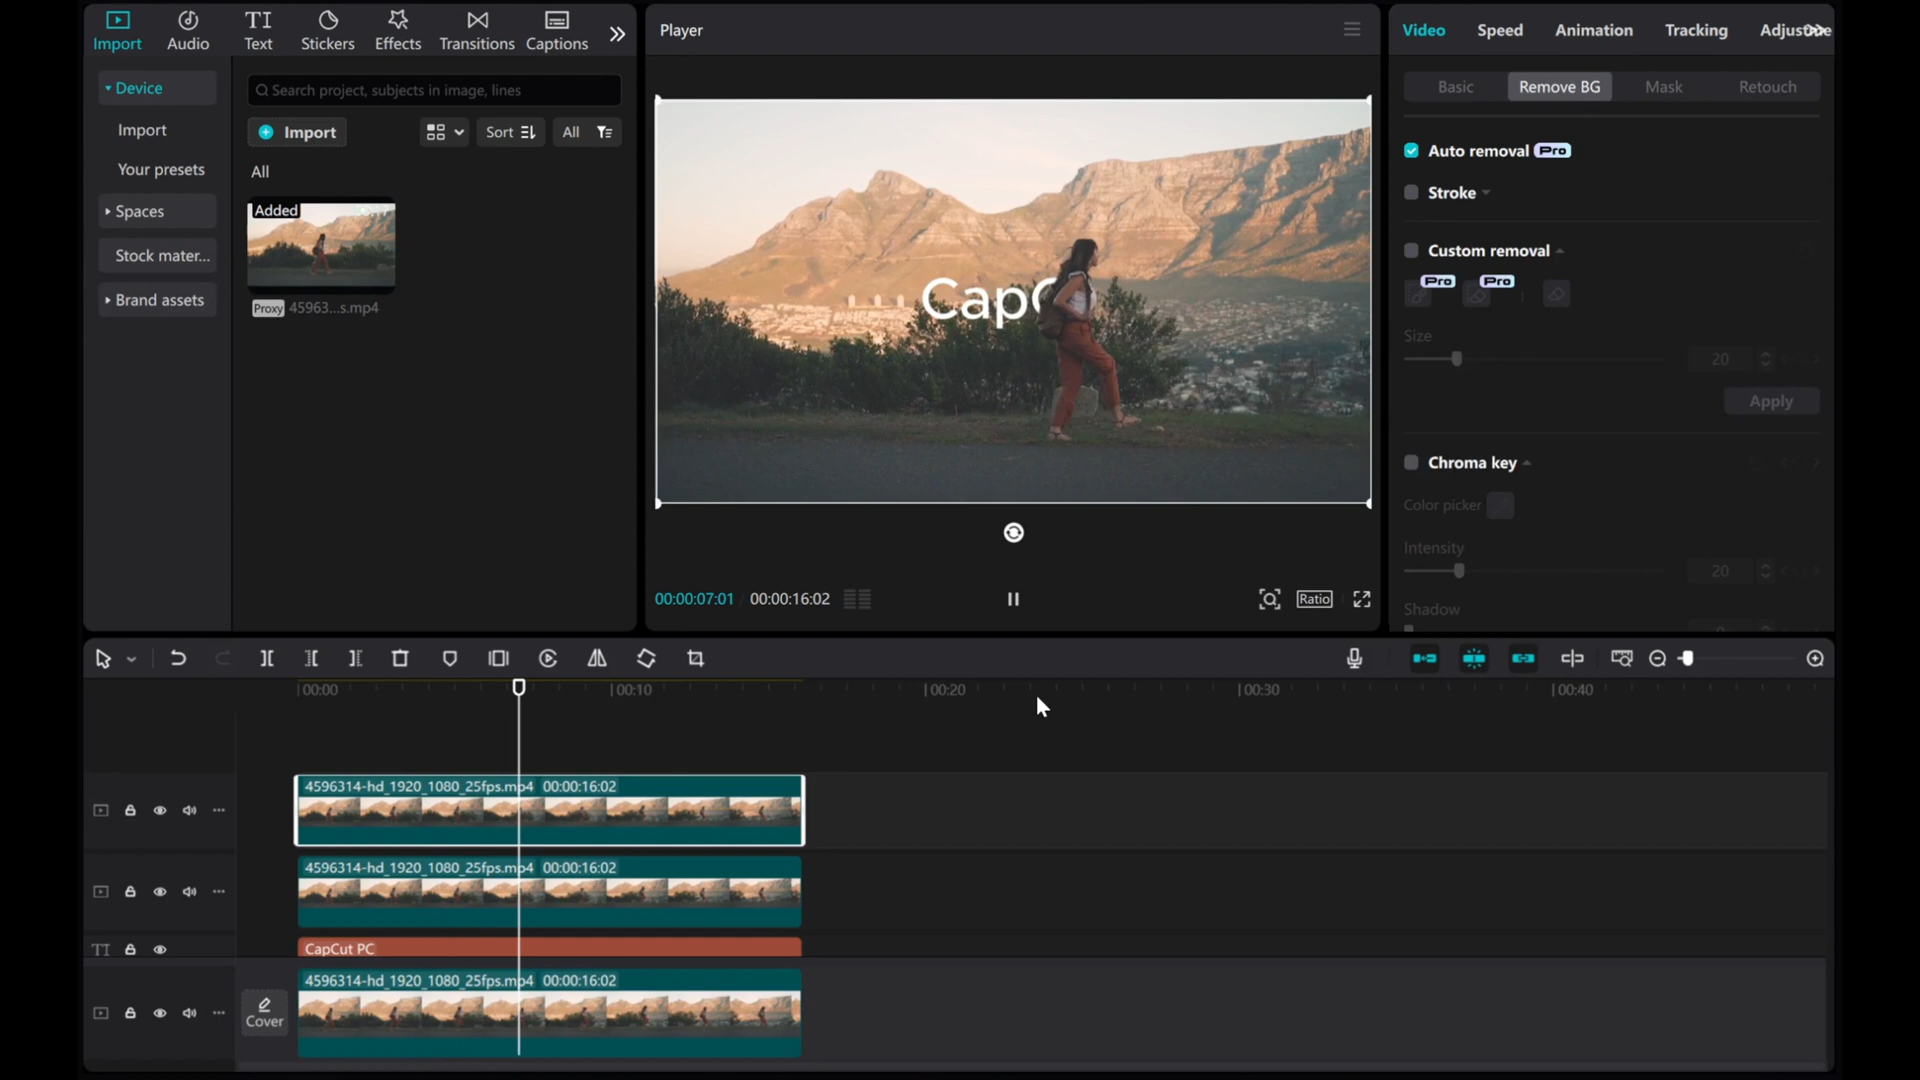 Import
Audio
TI
Text
Stickers
Effects
Transitions
Captions
Device
Import
Your presets
Spaces
Stock mater...
Brand assets
Search project, subjects in image, lines
Import
Sort
All
All
Added
Proxy 45963...s.mp4
Player
CapC
00:00:07:01 00:00:16:02
Ratio
Video Speed Animation Tracking
Basic Remove BG Mask Retouch
Auto removal Pro
Stroke
Custom removal
Pro Pro
Size
20
Apply
Chroma key
Color picker
Intensity
20
Shadow
00:00 00:10 00:20 00:30 00:40
4596314-hd_1920_1080_25fps.mp4 00:00:16:02
4596314-hd_1920_1080_25fps.mp4 00:00:16:02
TI
CapCut PC
Cover
4596314-hd_1920_1080_25fps.mp4 00:00:16:02